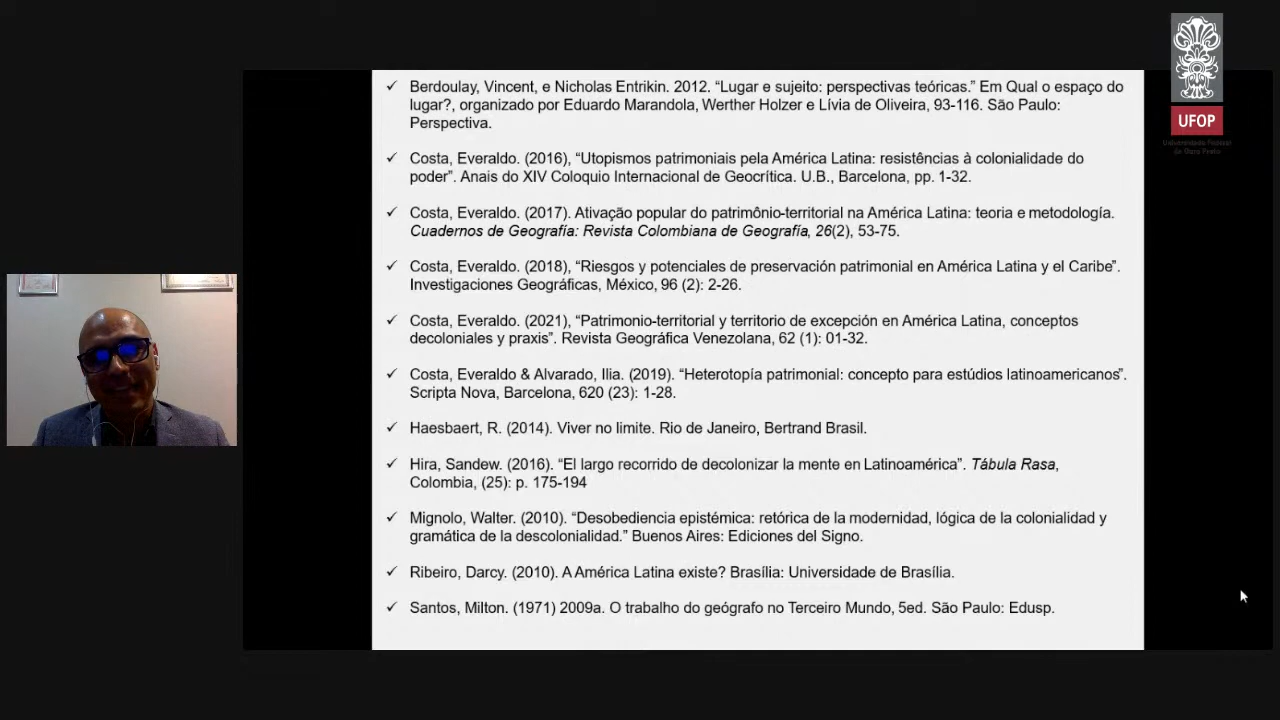 Berdoulay, Vincent, e Nicholas Entrikin. 2012. “Lugar e sujeito: perspectivas teóricas.” Em Qual o espaço do
lugar?, organizado por Eduardo Marandola, Werther Holzer e Lívia de Oliveira, 93-116. São Paulo:
Perspectiva.
Costa, Everaldo. (2016), “Utopismos patrimoniais pela América Latina: resistências à colonialidade do
poder”. Anais do XIV Coloquio Internacional de Geocrítica. U.B., Barcelona, pp. 1-32.
Costa, Everaldo. (2017). Ativação popular do patrimônio-territorial na América Latina: teoria e metodología.
Cuadernos de Geografía: Revista Colombiana de Geografía, 26(2), 53-75.
Costa, Everaldo. (2018), “Riesgos y potenciales de preservación patrimonial en América Latina y el Caribe”.
Investigaciones Geográficas, México, 96 (2): 2-26.
Costa, Everaldo. (2021), “Patrimonio-territorial y territorio de excepción en América Latina, conceptos
decoloniales y praxis”. Revista Geográfica Venezolana, 62 (1): 01-32.
Costa, Everaldo & Alvarado, Ilia. (2019). “Heterotopía patrimonial: concepto para estúdios latinoamericanos”.
Scripta Nova, Barcelona, 620 (23): 1-28.
Haesbaert, R. (2014). Viver no limite. Rio de Janeiro, Bertrand Brasil.
Hira, Sandew. (2016). “El largo recorrido de decolonizar la mente en Latinoamérica”. Tábula Rasa,
Colombia, (25): p. 175-194
Mignolo, Walter. (2010). “Desobediencia epistémica: retórica de la modernidad, lógica de la colonialidad y
gramática de la descolonialidad.” Buenos Aires: Ediciones del Signo.
Ribeiro, Darcy. (2010). A América Latina existe? Brasília: Universidade de Brasília.
Santos, Milton. (1971) 2009a. O trabalho do geógrafo no Terceiro Mundo, 5ed. São Paulo: Edusp.
UFOP
Universidade Federal
de Ouro Preto